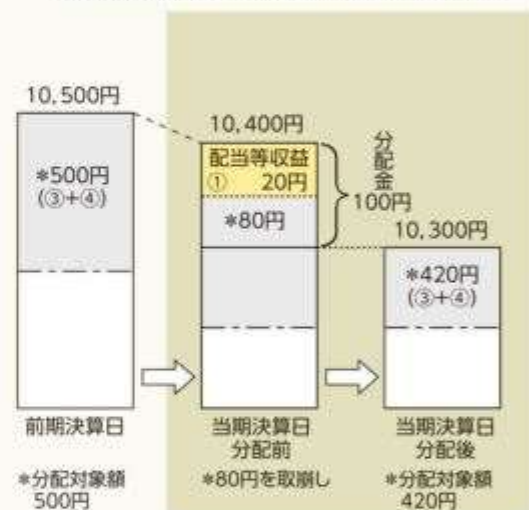 10,500円
*500円
(③+④)
10,400円
配当等収益
① 20円
*80円
分配金
100円
10,300円
*420円
(③+④)
前期決算日
当期決算日
分配前
当期決算日
分配後
*分配対象額
500円
*80円を取崩し
*分配対象額
420円